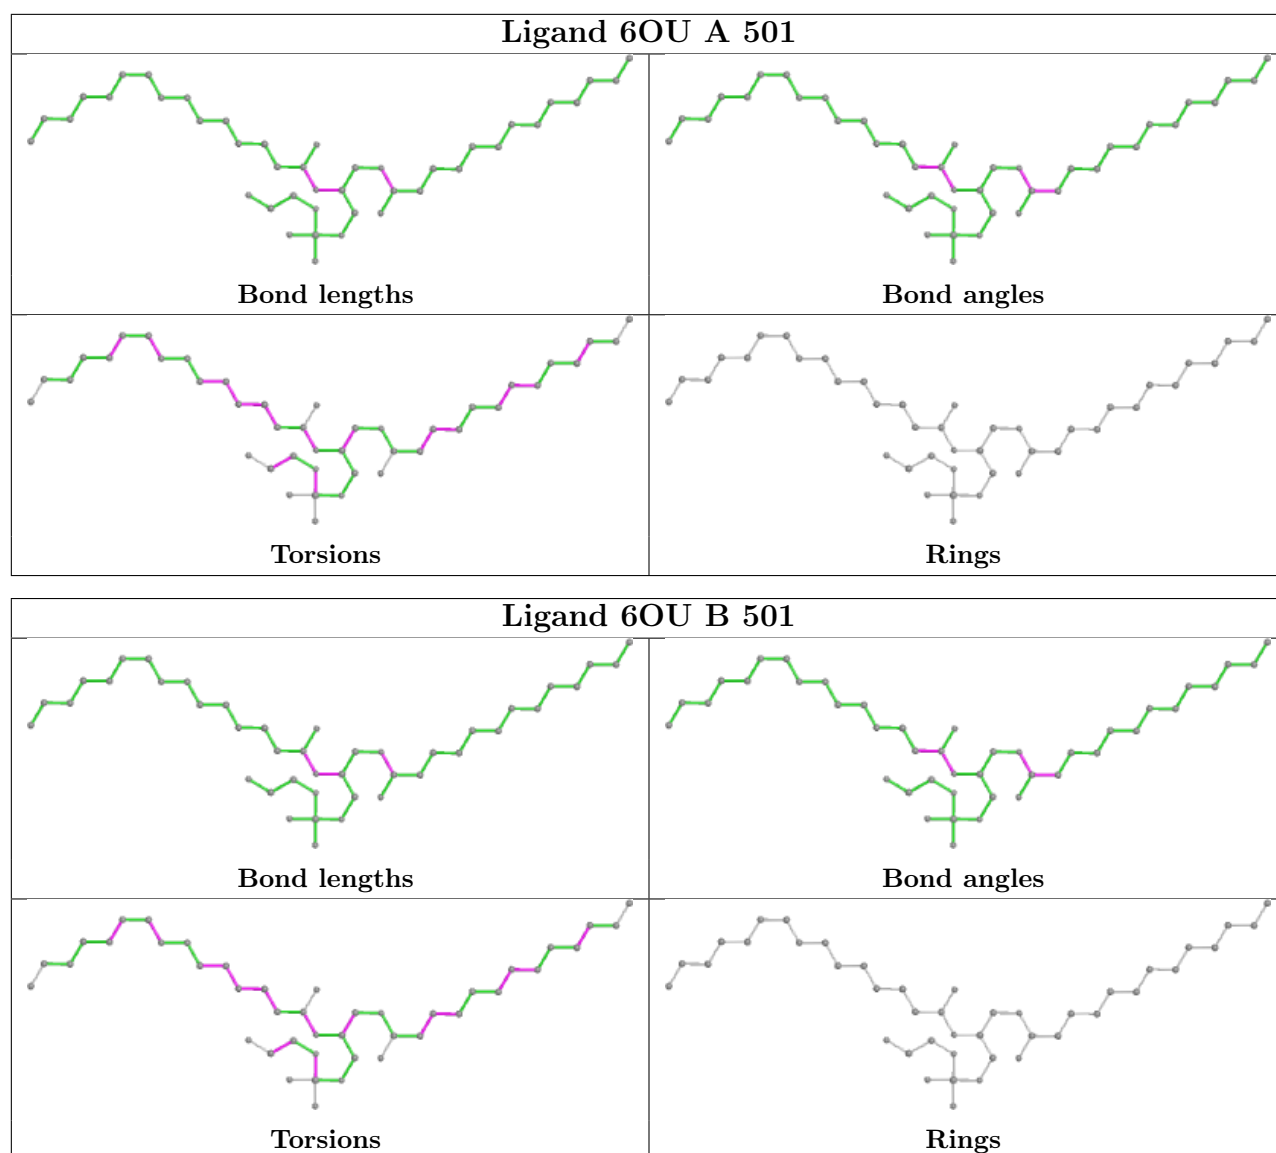 Ligand 6OU A 501
Bond lengths
Bond angles
Torsions
Rings
Ligand 6OU B 501
Bond lengths
Bond angles
Torsions
Rings